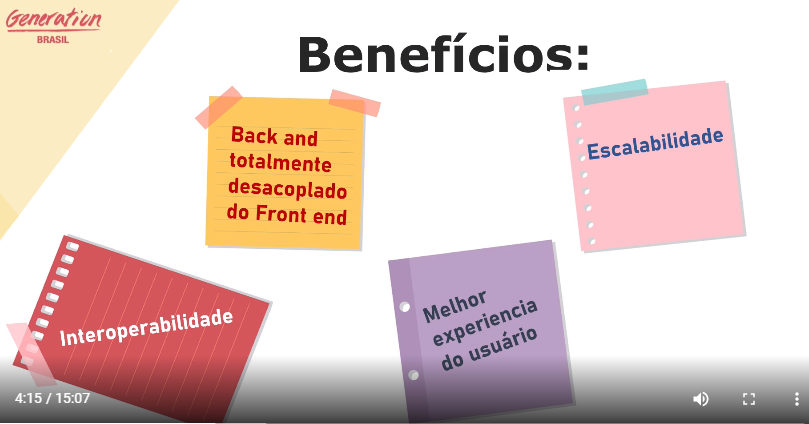 Generation
BRASIL
Benefícios:
Back and
totalmente
desacoplado
do Front end
Escalabilidade
Interoperabilidade
Melhor
experiencia
do usuário
4:15 / 15:07